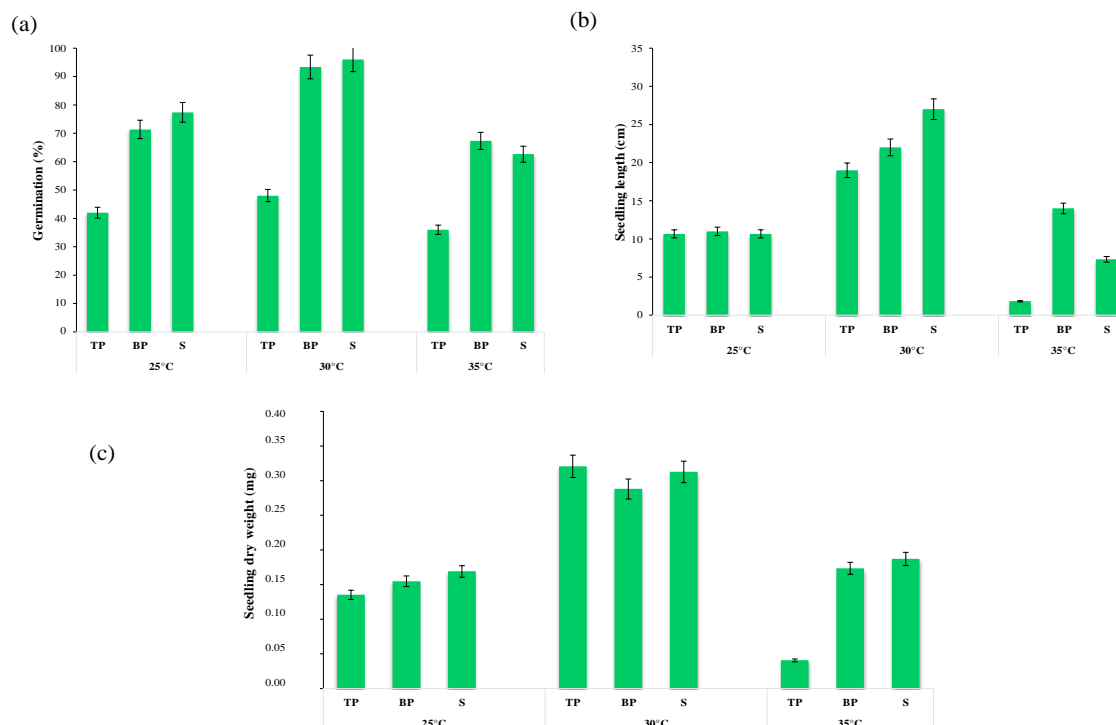 (a)
100
90
80
70
60
50
40
30
20
10
0
Germination (%)
TP BP S TP BP S TP BP S
25°C 30°C 35°C
(b)
35
30
25
20
15
10
5
0
Seedling length (cm)
TP BP S TP BP S TP BP S
25°C 30°C 35°C
(c)
0.40
0.35
0.30
0.25
0.20
0.15
0.10
0.05
0.00
Seedling dry weight (mg)
TP BP S TP BP S TP BP S
25°C 30°C 35°C